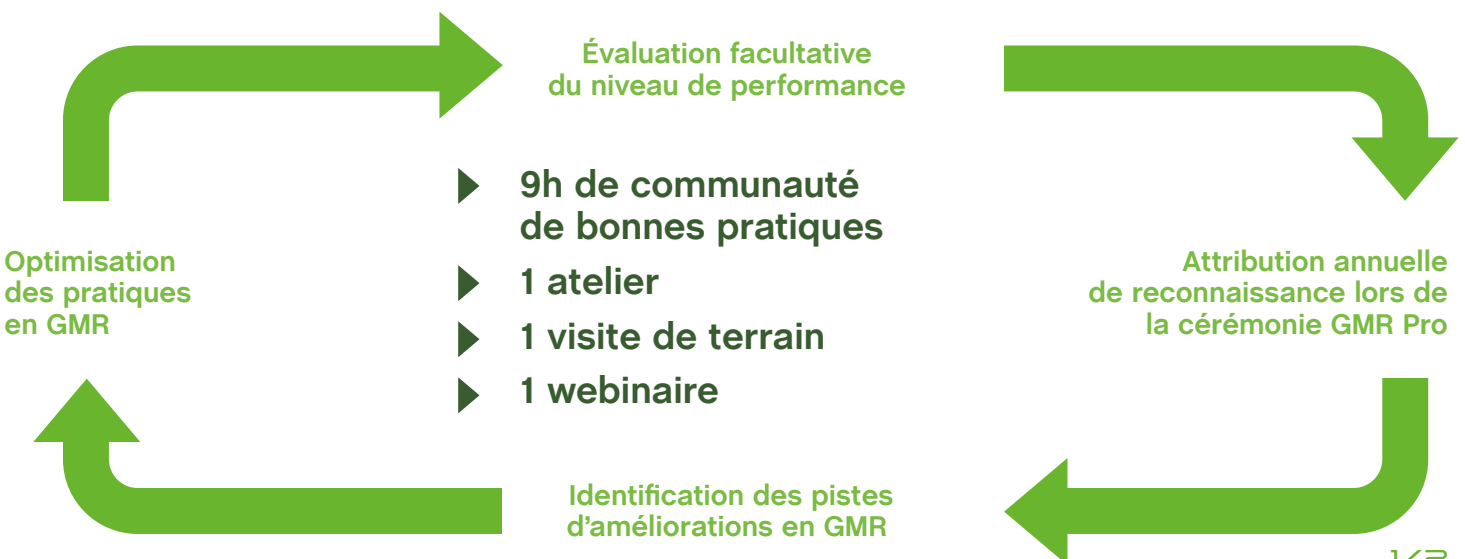 Évaluation facultative
du niveau de performance
9h de communauté
de bonnes pratiques
1 atelier
1 visite de terrain
1 webinaire
Optimisation
des pratiques
en GMR
Attribution annuelle
de reconnaissance lors de
la cérémonie GMR Pro
Identification des pistes
d'améliorations en GMR